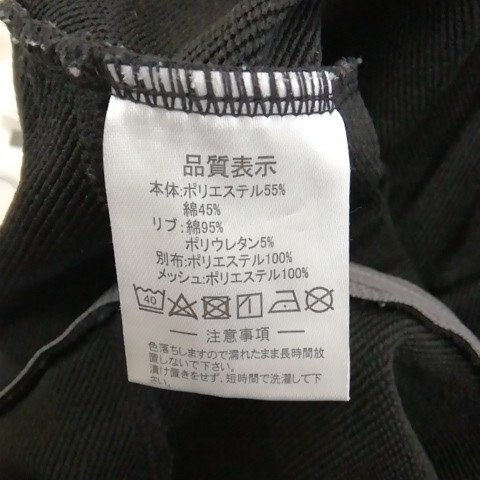 品質表示
本体:ポリエステル55%
綿45%
リブ:綿95%
ポリウレタン5%
別布:ポリエステル100%
メッシュ:ポリエステル100%
40
注意事項
色落ちしますので濡れたまま長時間放
置しないで下さい。
漬け置きをせず、短時間で洗濯して下
さい。